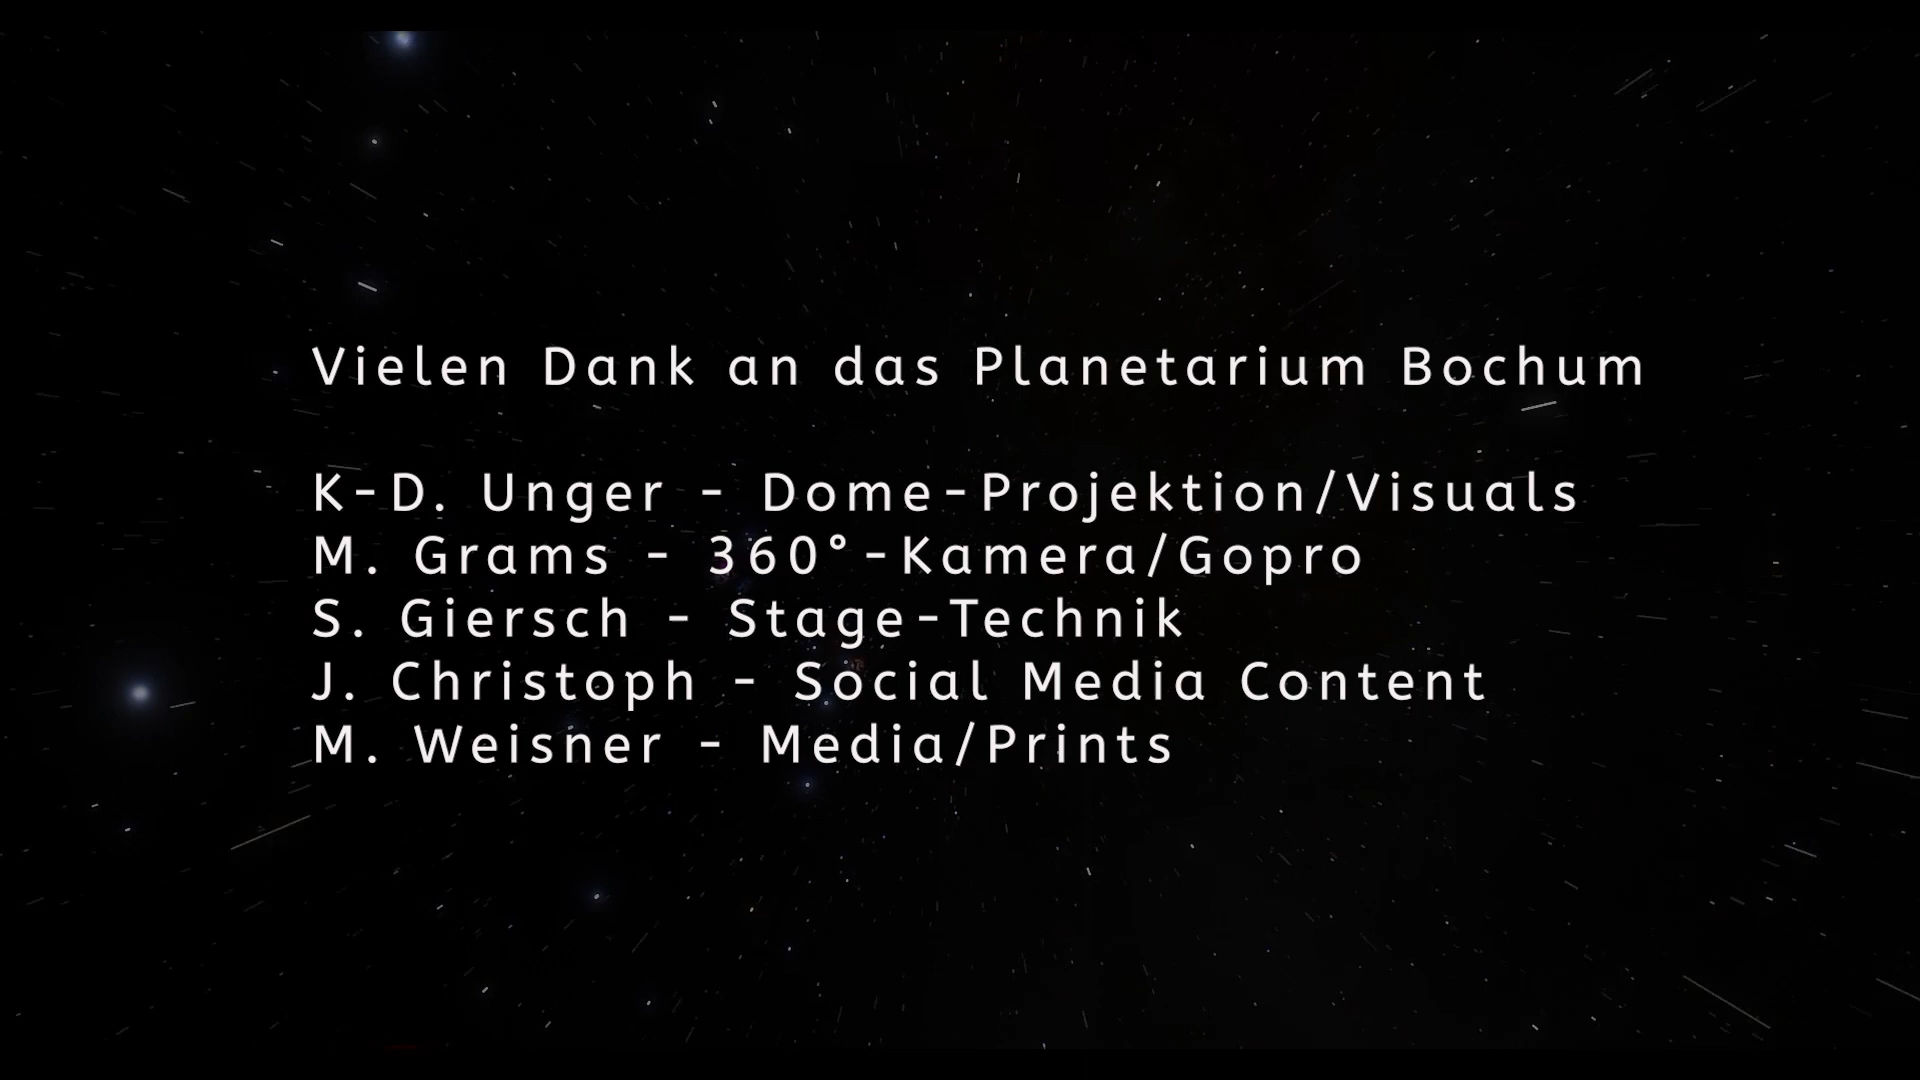 Vielen Dank an das Planetarium Bochum
K-D. Unger - Dome-Projektion/Visuals
M. Grams - 360°-Kamera/Gopro
S. Giersch - Stage-Technik
J. Christoph - Social Media Content
M. Weisner - Media/Prints